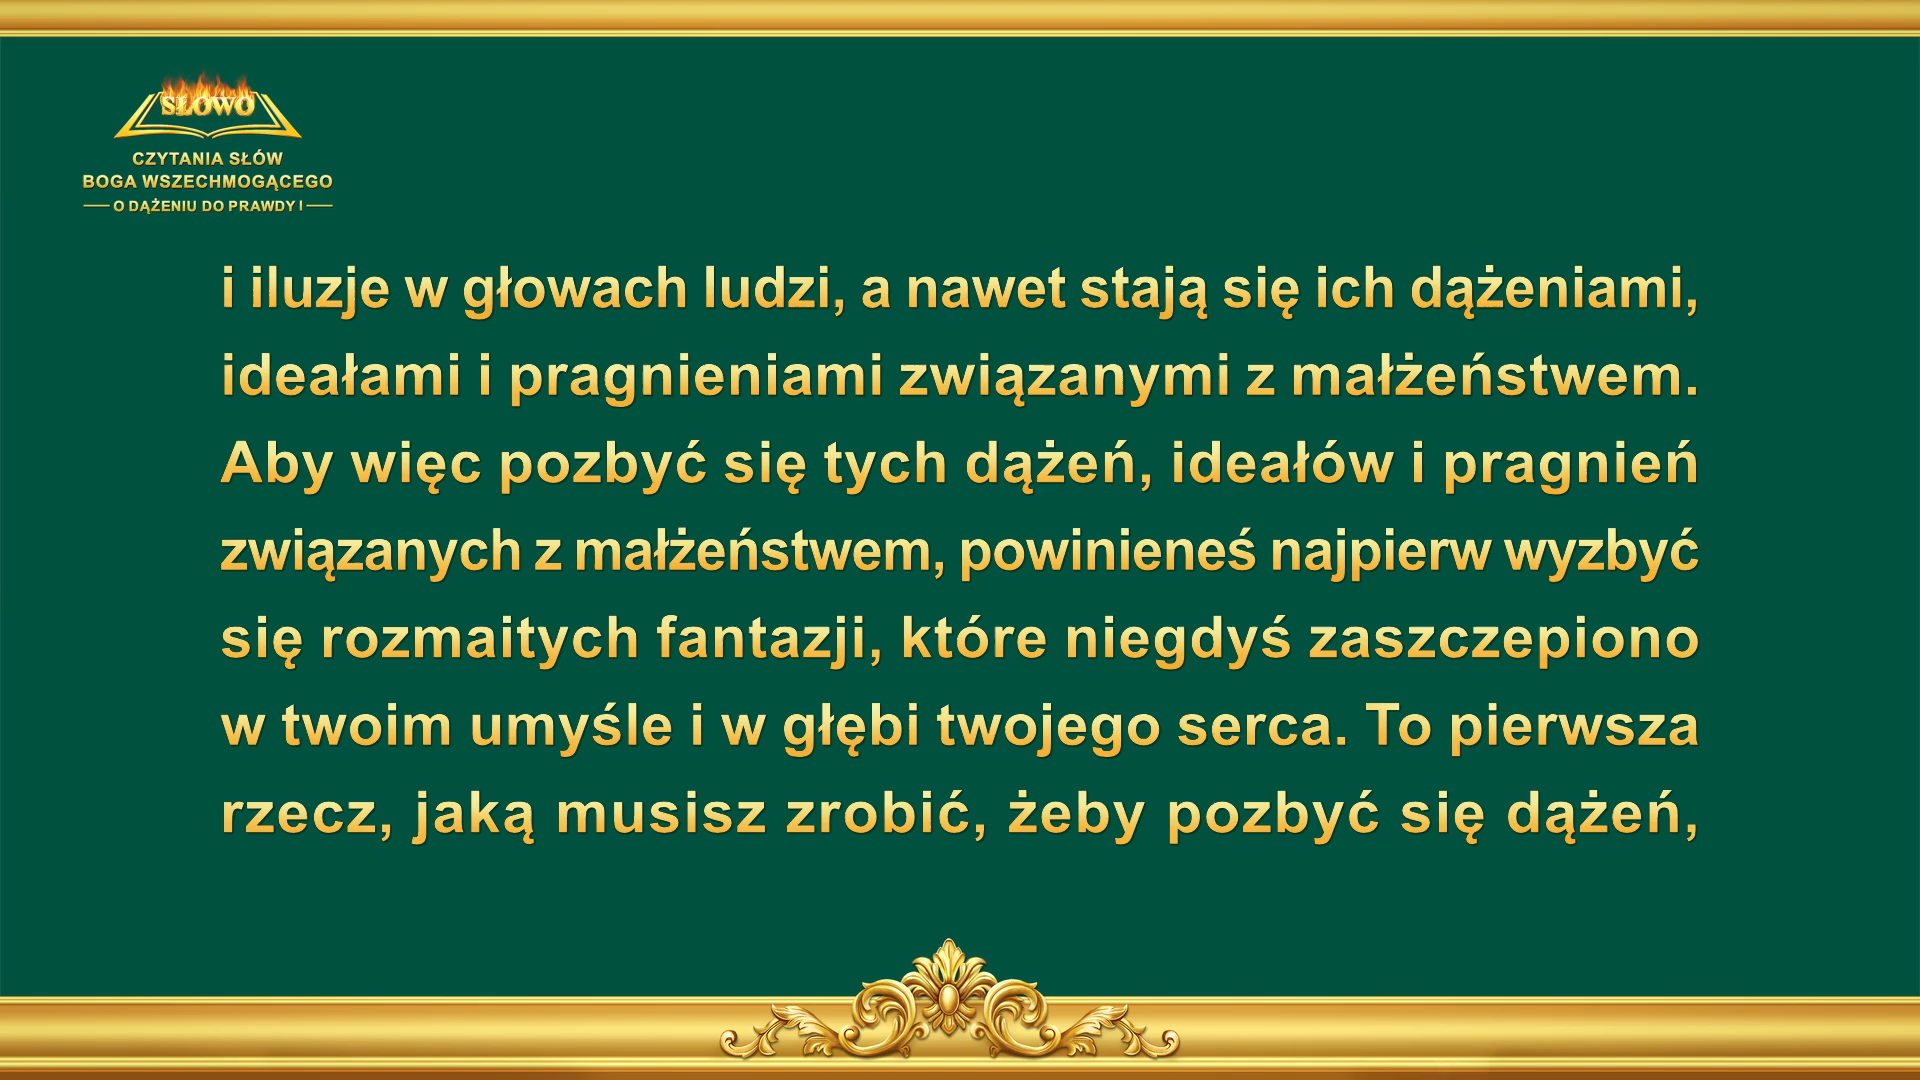 SŁOWO
CZYTANIA SŁÓW
BOGA WSZECHMOGĄCEGO
O DĄŻENIU DO PRAWDY I
i iluzje w głowach ludzi, a nawet stają się ich dążeniami,
ideałami i pragnieniami związanymi z małżeństwem.
Aby więc pozbyć się tych dążeń, ideałów i pragnień
związanych z małżeństwem, powinieneś najpierw wyzbyć
się rozmaitych fantazji, które niegdyś zaszczepiono
w twoim umyśle i w głębi twojego serca. To pierwsza
rzecz, jaką musisz zrobić, żeby pozbyć się dążeń,